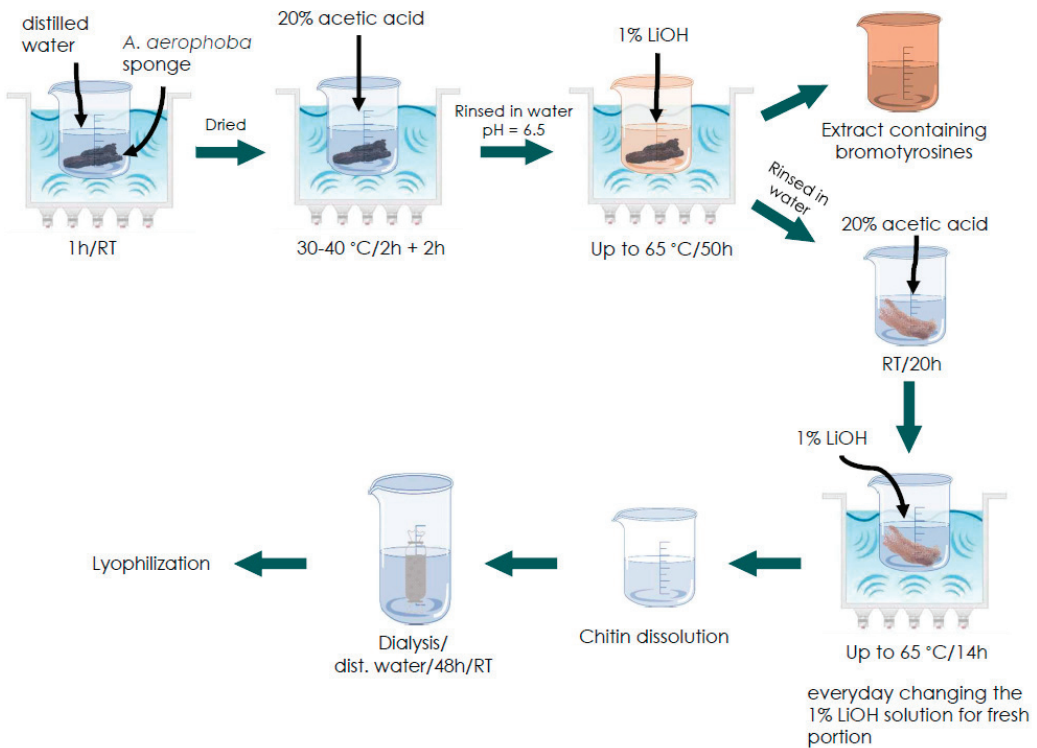 distilled
water
A. aerophoba
sponge
1h/RT
Dried
20% acetic acid
30-40 °C/2h + 2h
Rinsed in water
pH = 6.5
1% LiOH
Up to 65 °C/50h
Extract containing
bromotyrosines
Rinsed in
water
20% acetic acid
RT/20h
1% LiOH
Up to 65 °C/14h
everyday changing the
1% LiOH solution for fresh
portion
Chitin dissolution
Dialysis/
dist. water/48h/RT
Lyophilization